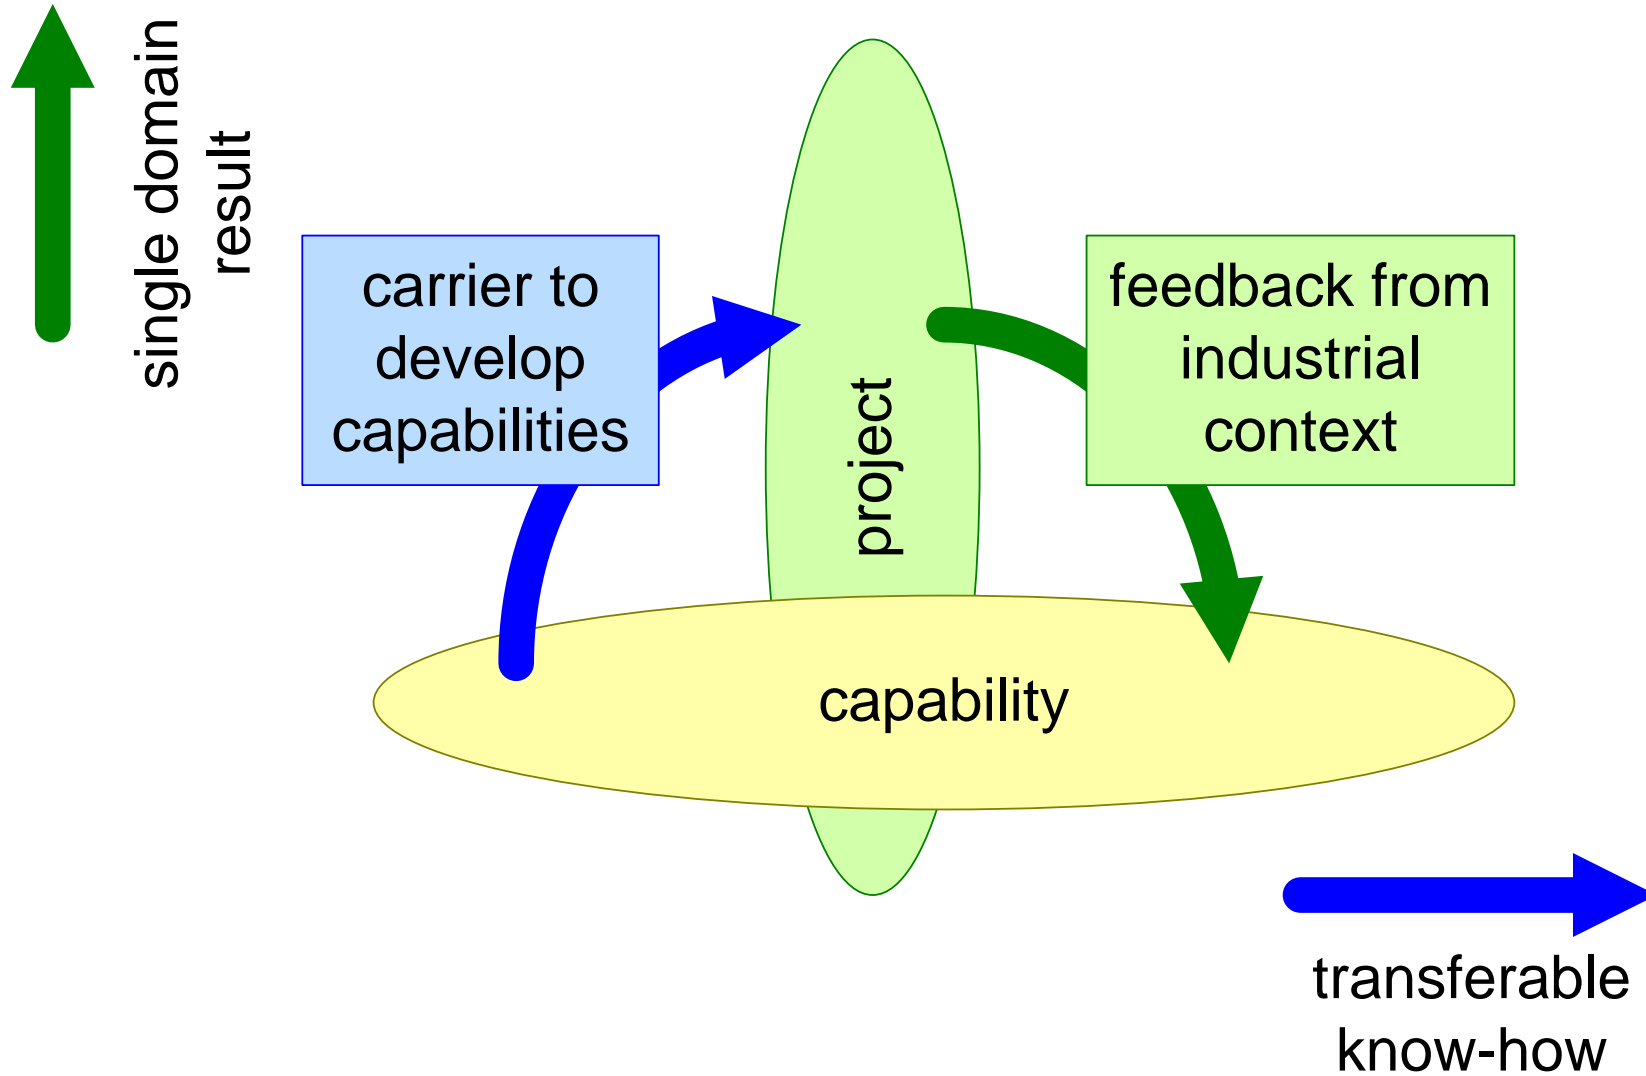 single domain
result
carrier to
develop
capabilities
project
feedback from
industrial
context
capability
transferable
know-how